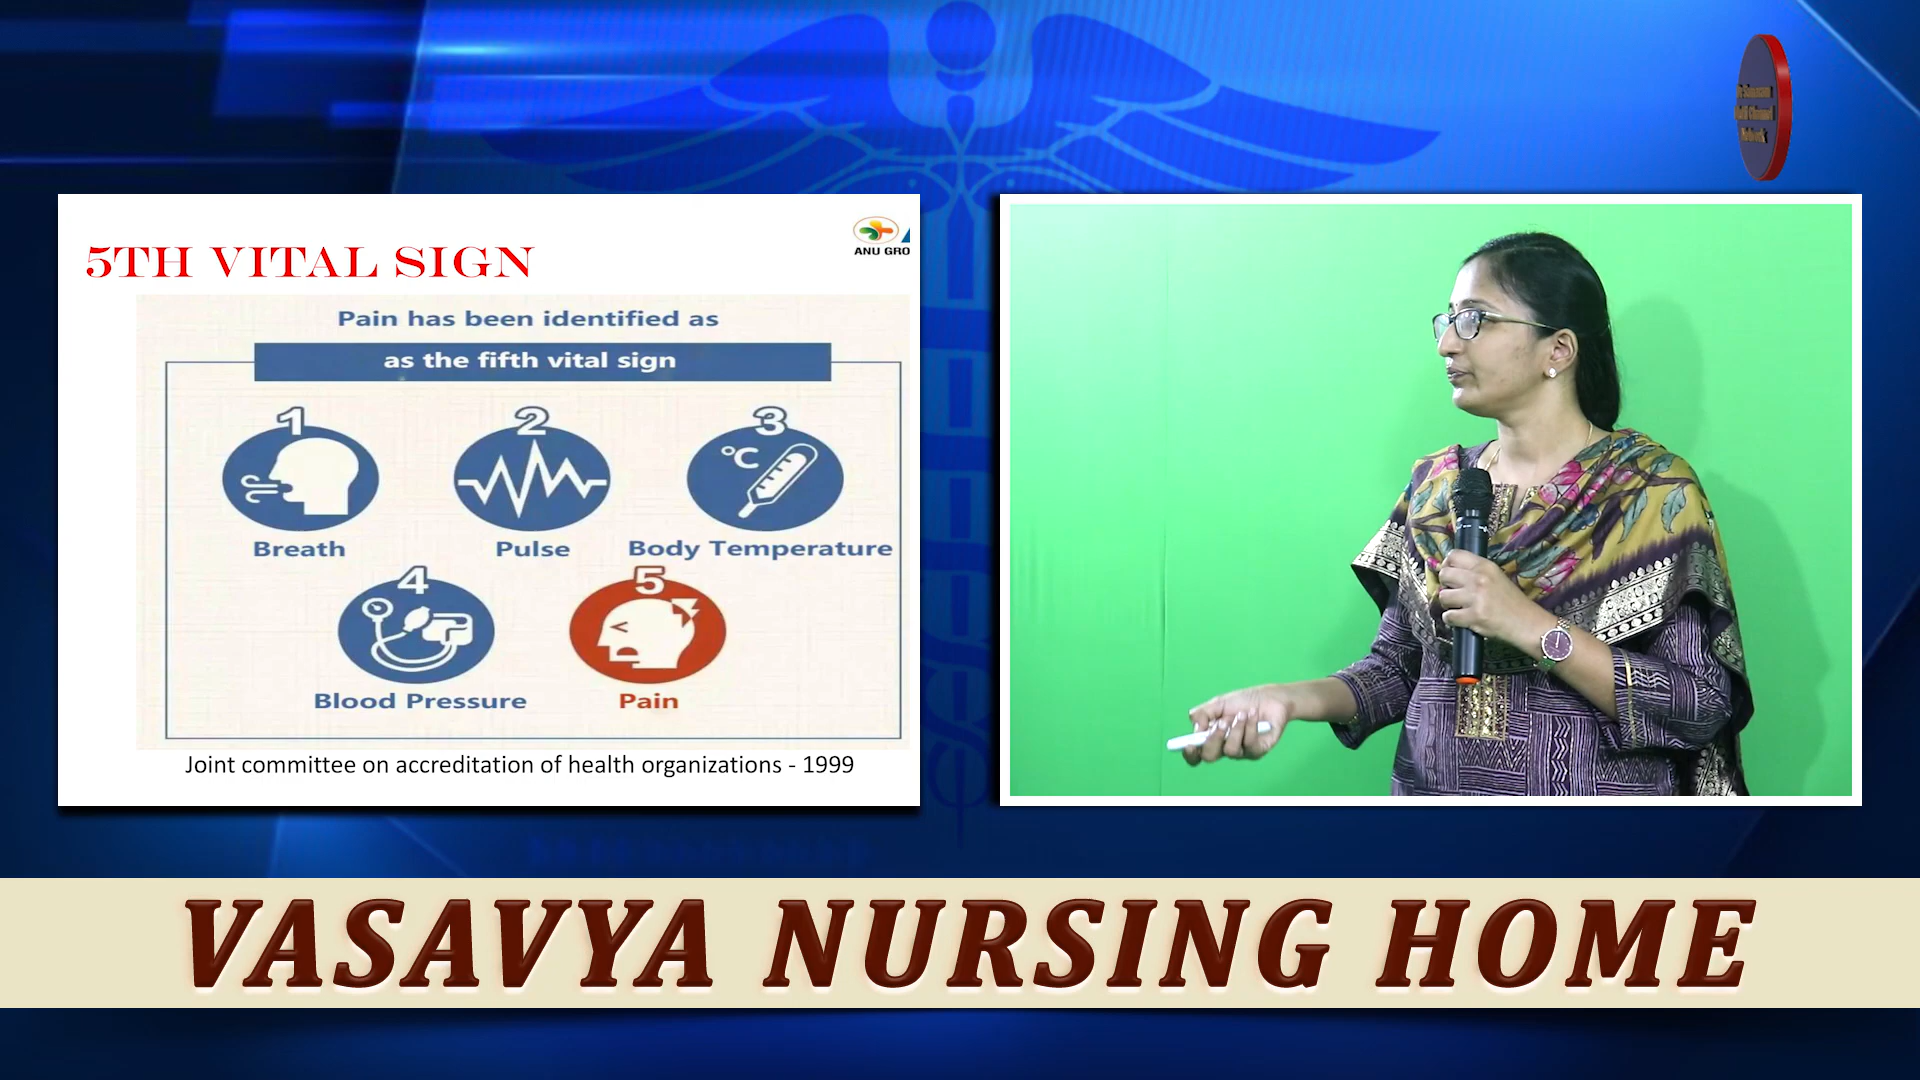 5TH VITAL SIGN
ANU GRO
Pain has been identified as
as the fifth vital sign
1
2
3
°C
Breath
Pulse
Body Temperature
4
5
Blood Pressure
Pain
Joint committee on accreditation of health organizations - 1999
Network
VASAVYA NURSING HOME